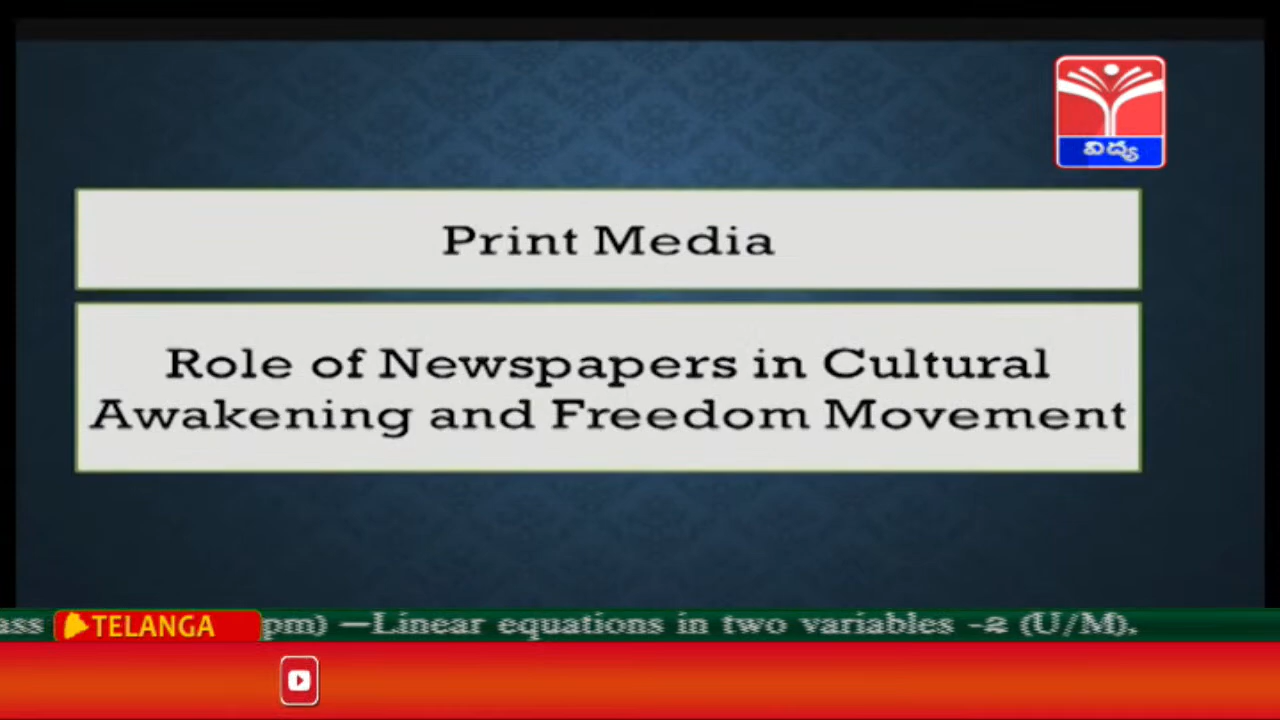 విద్య
Print Media
Role of Newspapers in Cultural
Awakening and Freedom Movement
ass TELANGA pm) –Linear equations in two variables -2 (U/M).